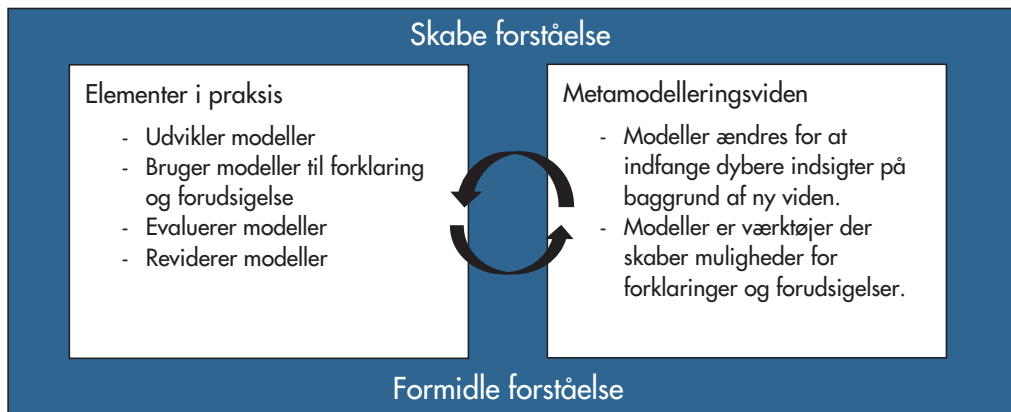 Skabe forståelse
Elementer i praksis
- Udvikler modeller
- Bruger modeller til forklaring
og forudsigelse
- Evaluerer modeller
- Reviderer modeller
Metamodelleringsviden
- Modeller ændres for at
indfange dybere indsigter på
baggrund af ny viden.
- Modeller er værktøjer der
skaber muligheder for
forklaringer og forudsigelser.
Formidle forståelse